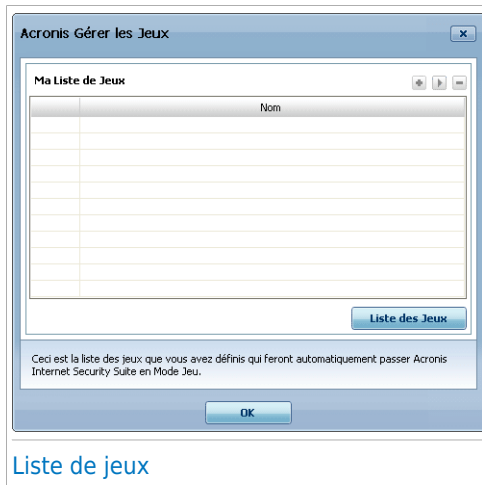 Acronis Gérer les Jeux
Ma Liste de Jeux
Nom
Liste des Jeux
Ceci est la liste des jeux que vous avez définis qui feront automatiquement passer Acronis
Internet Security Suite en Mode Jeu.
OK
Liste de jeux